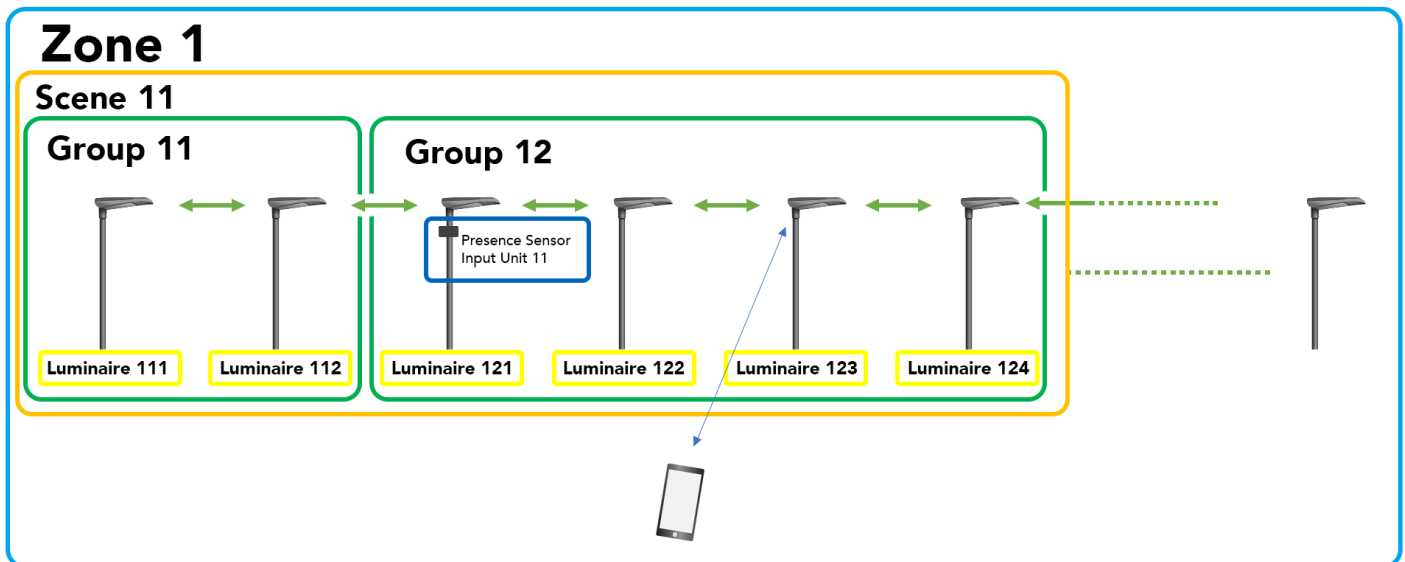 Zone 1
Scene 11
Group 11
Group 12
Presence Sensor
Input Unit 11
Luminaire 111
Luminaire 112
Luminaire 121
Luminaire 122
Luminaire 123
Luminaire 124